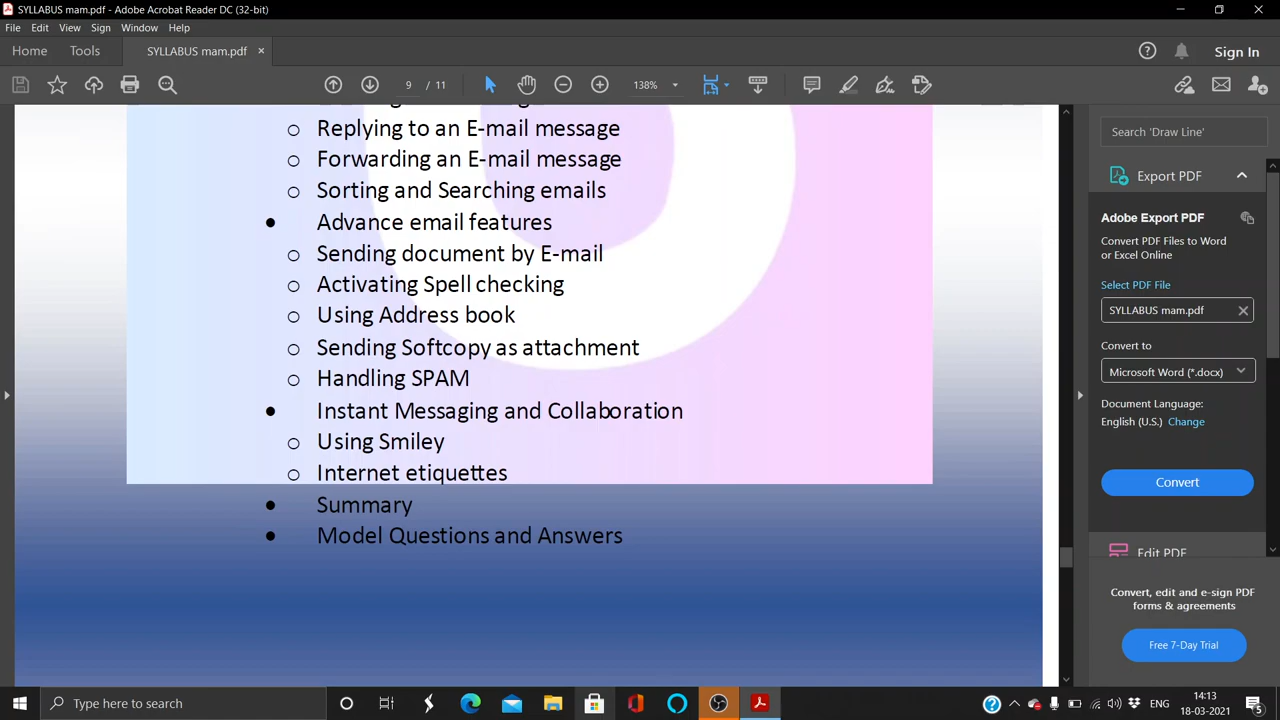 SYLLABUS mam.pdf - Adobe Acrobat Reader DC (32-bit)
File Edit View Sign Window Help
Home Tools SYLLABUS mam.pdf × Sign In
9 / 11 138%
Replying to an E-mail message
Forwarding an E-mail message
Sorting and Searching emails
Advance email features
Sending document by E-mail
Activating Spell checking
Using Address book
Sending Softcopy as attachment
Handling SPAM
Instant Messaging and Collaboration
Using Smiley
Internet etiquettes
Summary
Model Questions and Answers
Search 'Draw Line'
Export PDF
Adobe Export PDF
Convert PDF Files to Word
or Excel Online
Select PDF File
SYLLABUS mam.pdf
Convert to
Microsoft Word (*.docx)
Document Language:
English (U.S.) Change
Convert
Edit PDF
Convert, edit and e-sign PDF
forms & agreements
Free 7-Day Trial
Type here to search
ENG
14:13
18-03-2021
5